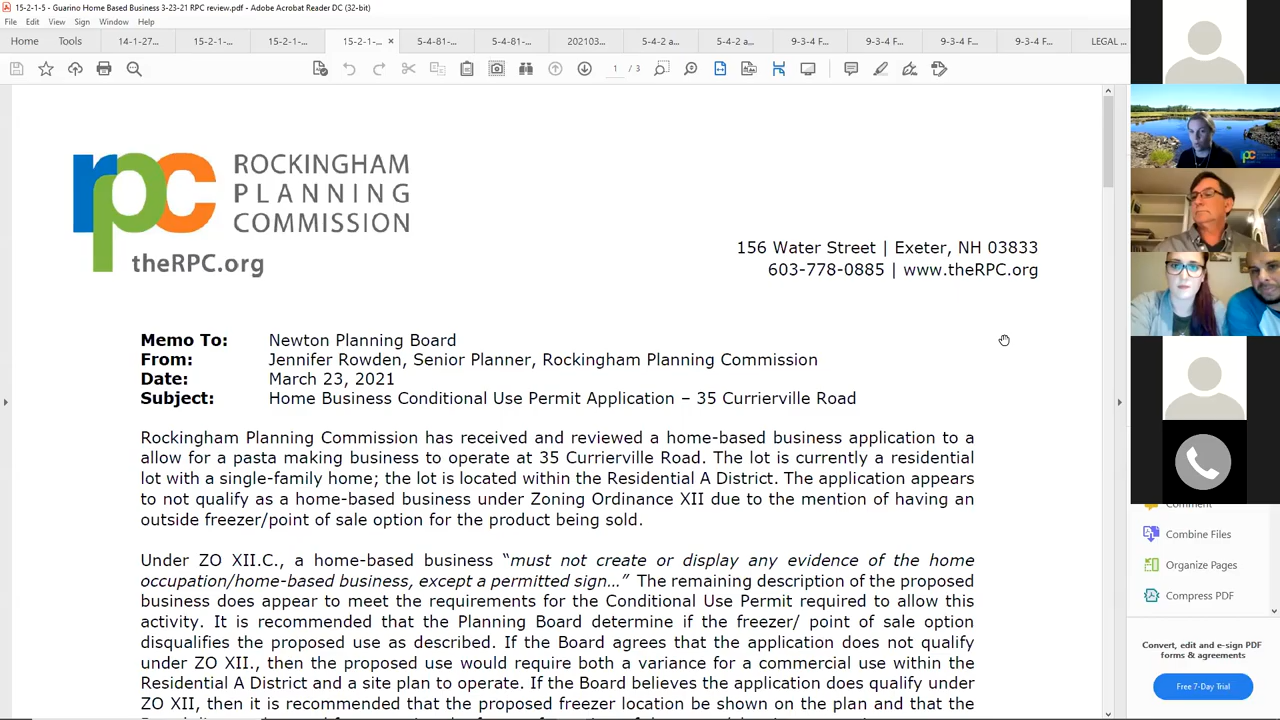 15-2-1-5 - Guarino Home Based Business 3-23-21 RPC review.pdf - Adobe Acrobat Reader DC (32-bit)
File Edit View Sign Window Help
Home Tools 14-1-27... 15-2-1-... 15-2-1-... 15-2-1-... × S-4-81-... S-4-81-... 202103... 5-4-2 a... 5-4-2 a... 9-3-4 F... 9-3-4 F... 9-3-4 F... 9-3-4 F... LEGAL ...
1 / 3
rpc ROCKINGHAM
PLANNING
COMMISSION
theRPC.org
156 Water Street | Exeter, NH 03833
603-778-0885 | www.theRPC.org
Memo To: Newton Planning Board
From: Jennifer Rowden, Senior Planner, Rockingham Planning Commission
Date: March 23, 2021
Subject: Home Business Conditional Use Permit Application – 35 Currierville Road
Rockingham Planning Commission has received and reviewed a home-based business application to a
allow for a pasta making business to operate at 35 Currierville Road. The lot is currently a residential
lot with a single-family home; the lot is located within the Residential A District. The application appears
to not qualify as a home-based business under Zoning Ordinance XII due to the mention of having an
outside freezer/point of sale option for the product being sold.
Under ZO XII.C., a home-based business “must not create or display any evidence of the home
occupation/home-based business, except a permitted sign…” The remaining description of the proposed
business does appear to meet the requirements for the Conditional Use Permit required to allow this
activity. It is recommended that the Planning Board determine if the freezer/ point of sale option
disqualifies the proposed use as described. If the Board agrees that the application does not qualify
under ZO XII., then the proposed use would require both a variance for a commercial use within the
Residential A District and a site plan to operate. If the Board believes the application does qualify under
ZO XII, then it is recommended that the proposed freezer location be shown on the plan and that the
Comment
Combine Files
Organize Pages
Compress PDF
Convert, edit and e-sign PDF
forms & agreements
Free 7-Day Trial